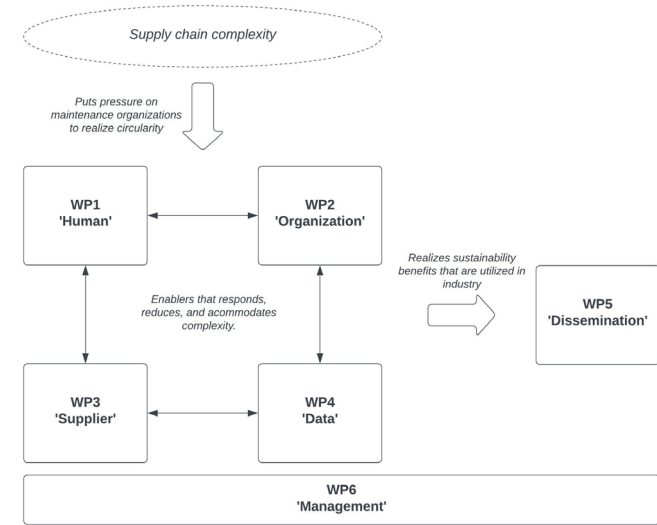 Supply chain complexity
Puts pressure on
maintenance organizations
to realize circularity
WP1
'Human'
WP2
'Organization'
Realizes sustainability
benefits that are utilized in
industry
WP5
'Dissemination'
Enablers that responds,
reduces, and acommodates
complexity.
WP3
'Supplier'
WP4
'Data'
WP6
'Management'